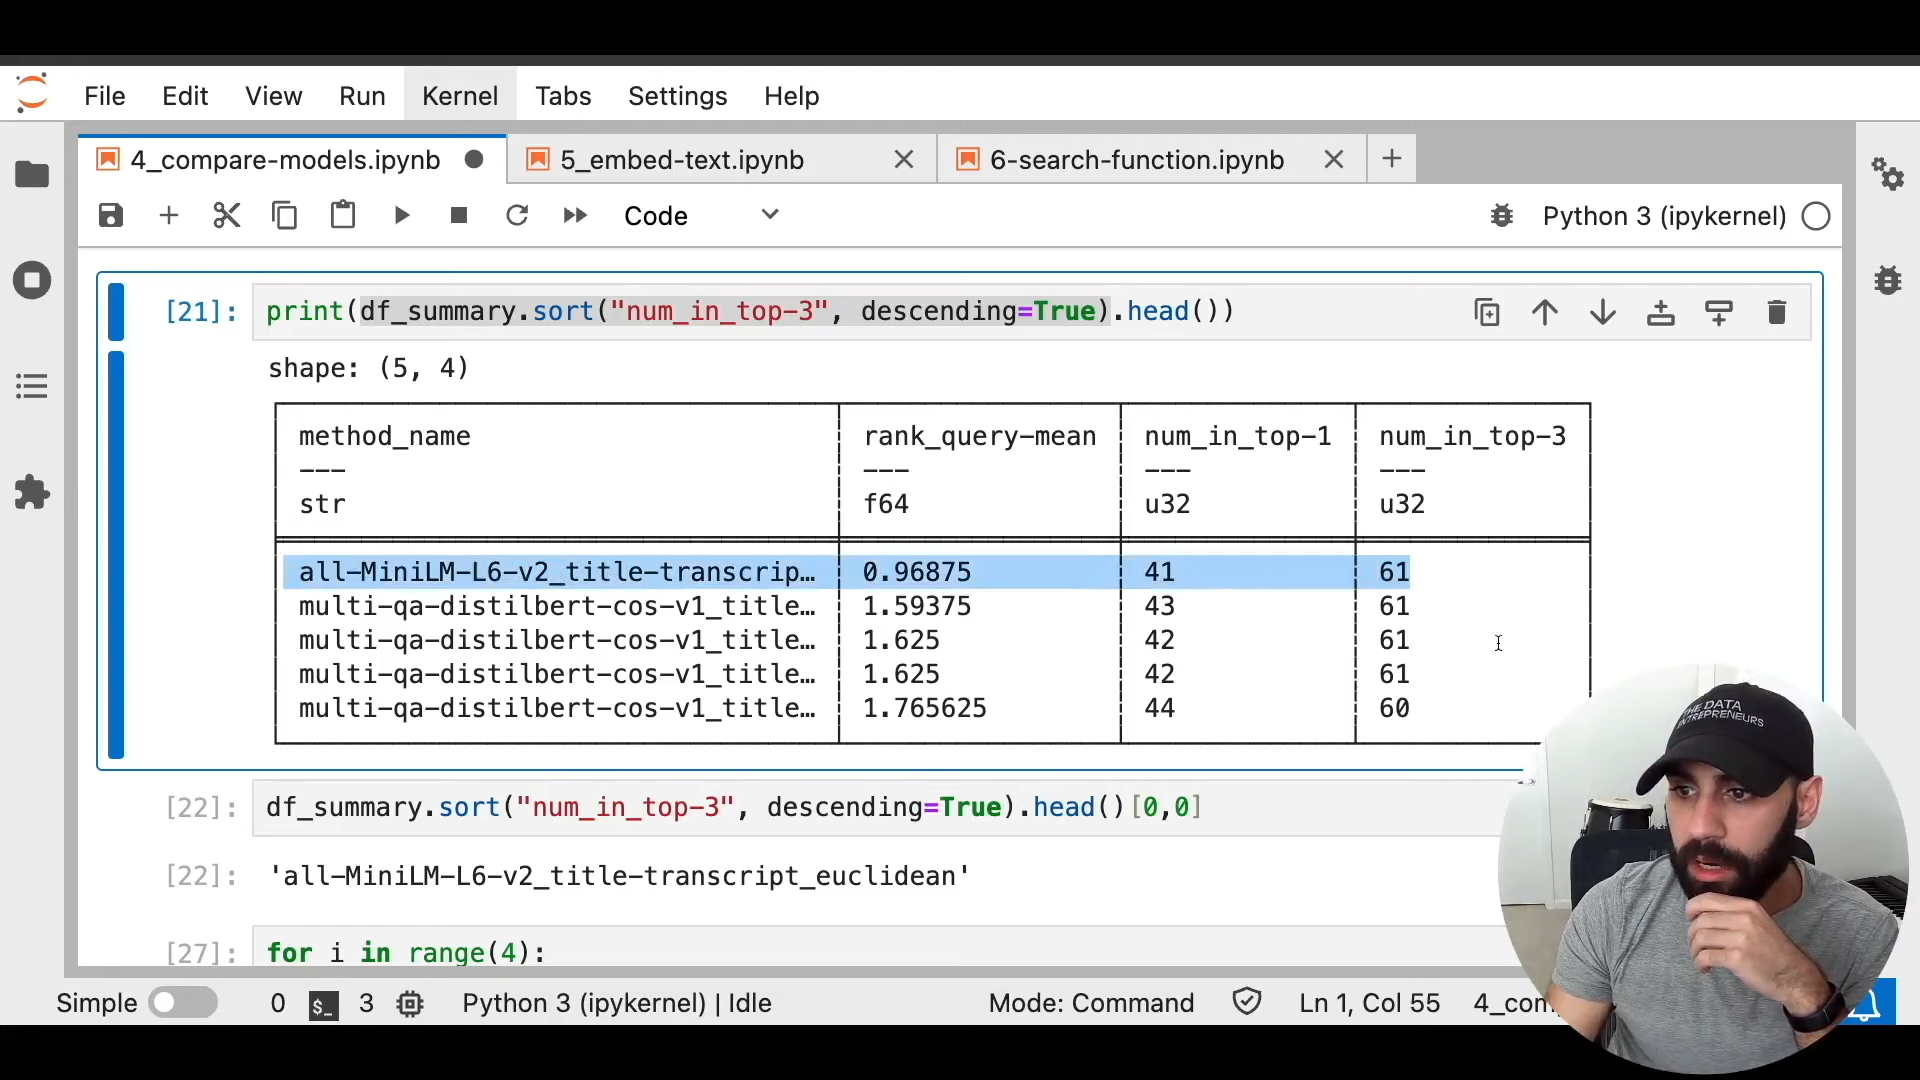 File Edit View Run Kernel Tabs Settings Help
4_compare-models.ipynb 5_embed-text.ipynb 6-search-function.ipynb
Code Python 3 (ipykernel)
[21]: print(df_summary.sort("num_in_top-3", descending=True).head())
shape: (5, 4)
method_name rank_query-mean num_in_top-1 num_in_top-3
--- --- --- ---
str f64 u32 u32
all-MiniLM-L6-v2_title-transcrip… 0.96875 41 61
multi-qa-distilbert-cos-v1_title… 1.59375 43 61
multi-qa-distilbert-cos-v1_title… 1.625 42 61
multi-qa-distilbert-cos-v1_title… 1.625 42 61
multi-qa-distilbert-cos-v1_title… 1.765625 44 60
THE DATA
ENTREPRENEURS
[22]: df_summary.sort("num_in_top-3", descending=True).head()[0,0]
[22]: 'all-MiniLM-L6-v2_title-transcript_euclidean'
[27]: for i in range(4):
Simple 0 $_ 3 Python 3 (ipykernel) | Idle Mode: Command Ln 1, Col 55